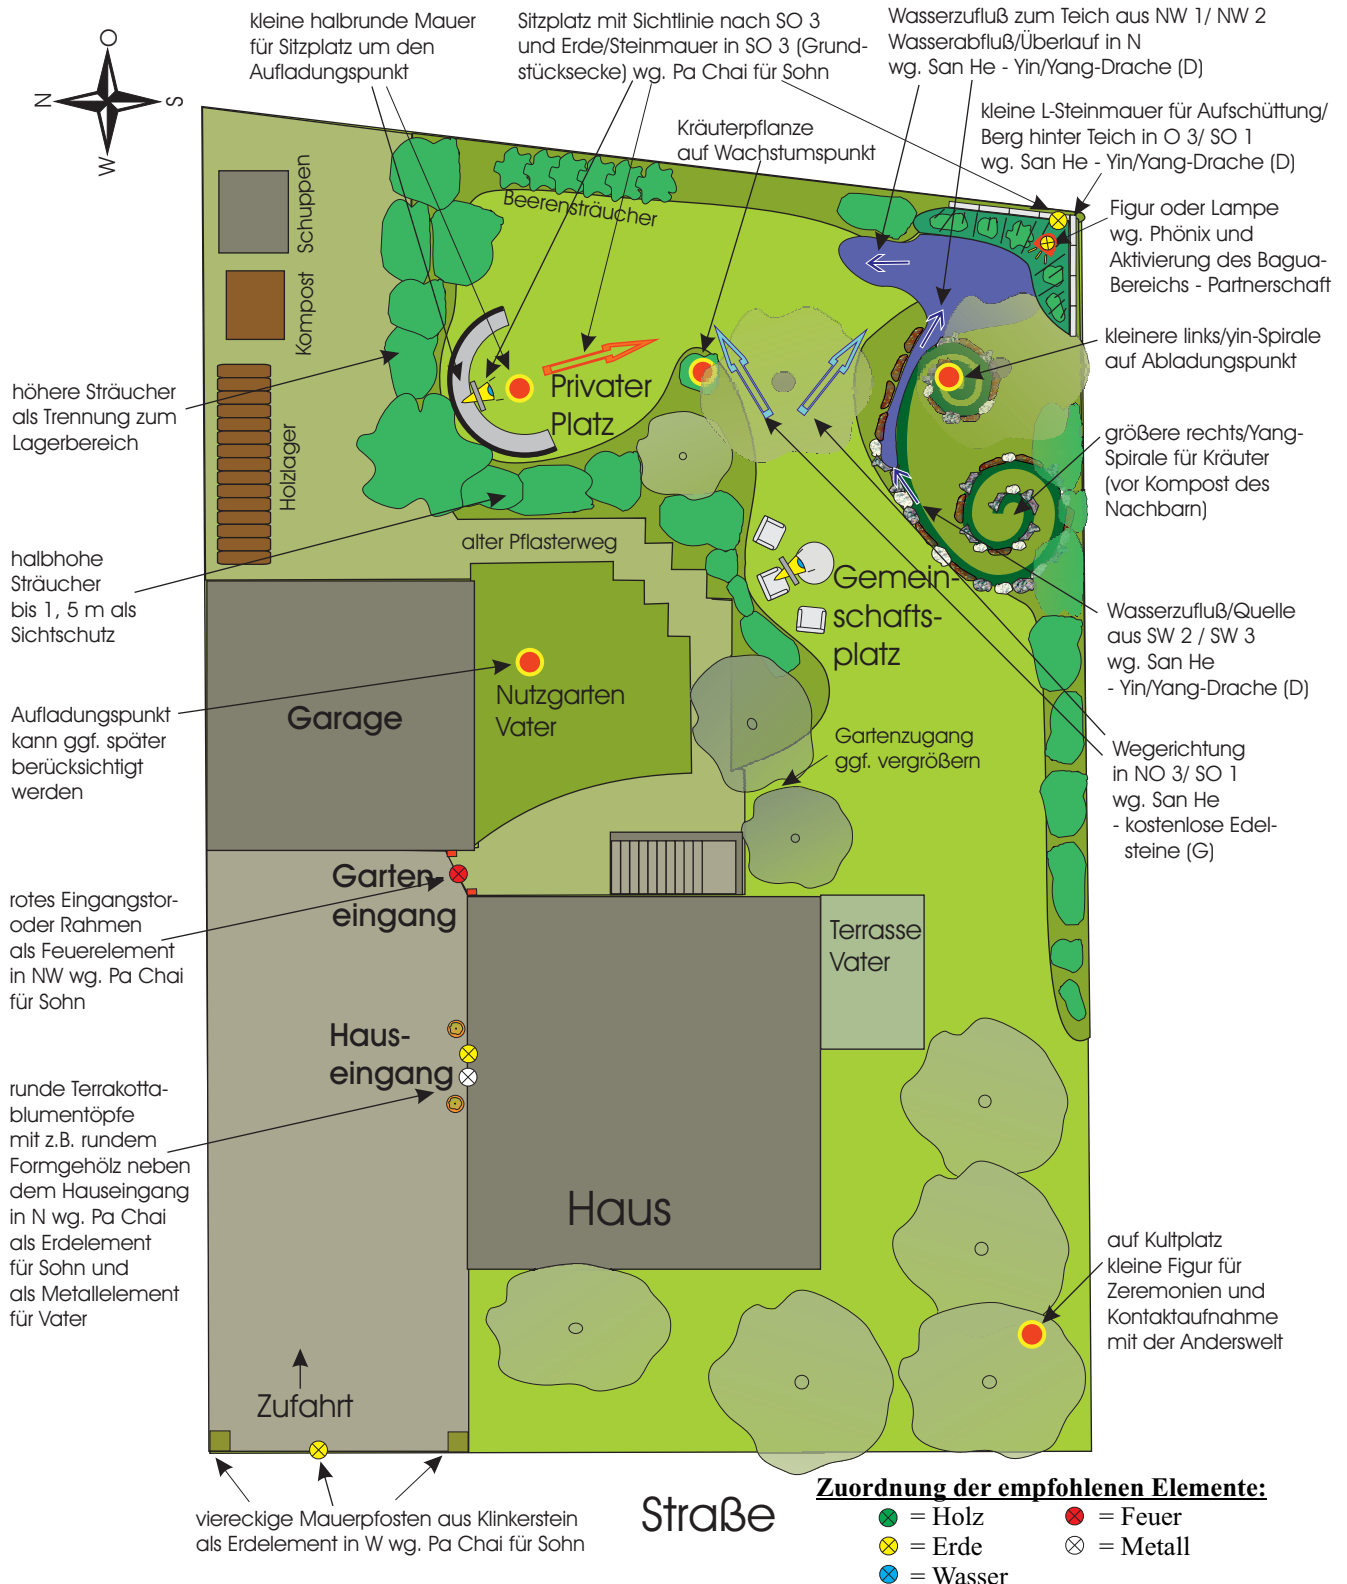 kleine halbrunde Mauer
für Sitzplatz um den
Aufladungspunkt
Sitzplatz mit Sichtlinie nach SO 3
und Erde/Steinmauer in SO 3 (Grund-
stücksecke) wg. Pa Chai für Sohn
Wasserzufluß zum Teich aus NW 1/ NW 2
Wasserabfluß/Überlauf in N
wg. San He - Yin/Yang-Drache (D)
kleine L-Steinmauer für Aufschüttung/
Berg hinter Teich in O 3/ SO 1
wg. San He - Yin/Yang-Drache (D)
O
N
S
W
Kräuterpflanze
auf Wachstumspunkt
Figur oder Lampe
wg. Phönix und
Aktivierung des Bagua-
Bereichs - Partnerschaft
Schuppen
Beerensträucher
Kompost
kleinere links/yin-Spirale
auf Abladungspunkt
höhere Sträucher
als Trennung zum
Lagerbereich
Privater
Platz
Holzlager
größere rechts/Yang-
Spirale für Kräuter
(vor Kompost des
Nachbarn)
alter Pflasterweg
halbhohe
Sträucher
bis 1, 5 m als
Sichtschutz
Gemein-
schafts-
platz
Wasserzufluß/Quelle
aus SW 2 / SW 3
wg. San He
- Yin/Yang-Drache (D)
Aufladungspunkt
kann ggf. später
berücksichtigt
werden
Garage
Nutzgarten
Vater
Gartenzugang
ggf. vergrößern
Wegerichtung
in NO 3/ SO 1
wg. San He
- kostenlose Edel-
steine (G)
Garten-
eingang
rotes Eingangstor-
oder Rahmen
als Feuerelement
in NW wg. Pa Chai
für Sohn
Terrasse
Vater
Haus-
eingang
runde Terrakotta-
blumentöpfe
mit z.B. rundem
Formgehölz neben
dem Hauseingang
in N wg. Pa Chai
als Erdelement
für Sohn und
als Metallelement
für Vater
Haus
auf Kultplatz
kleine Figur für
Zeremonien und
Kontaktaufnahme
mit der Anderswelt
Zufahrt
viereckige Mauerpfosten aus Klinkerstein
als Erdelement in W wg. Pa Chai für Sohn
Straße
Zuordnung der empfohlenen Elemente:
= Holz
= Feuer
= Erde
= Metall
= Wasser